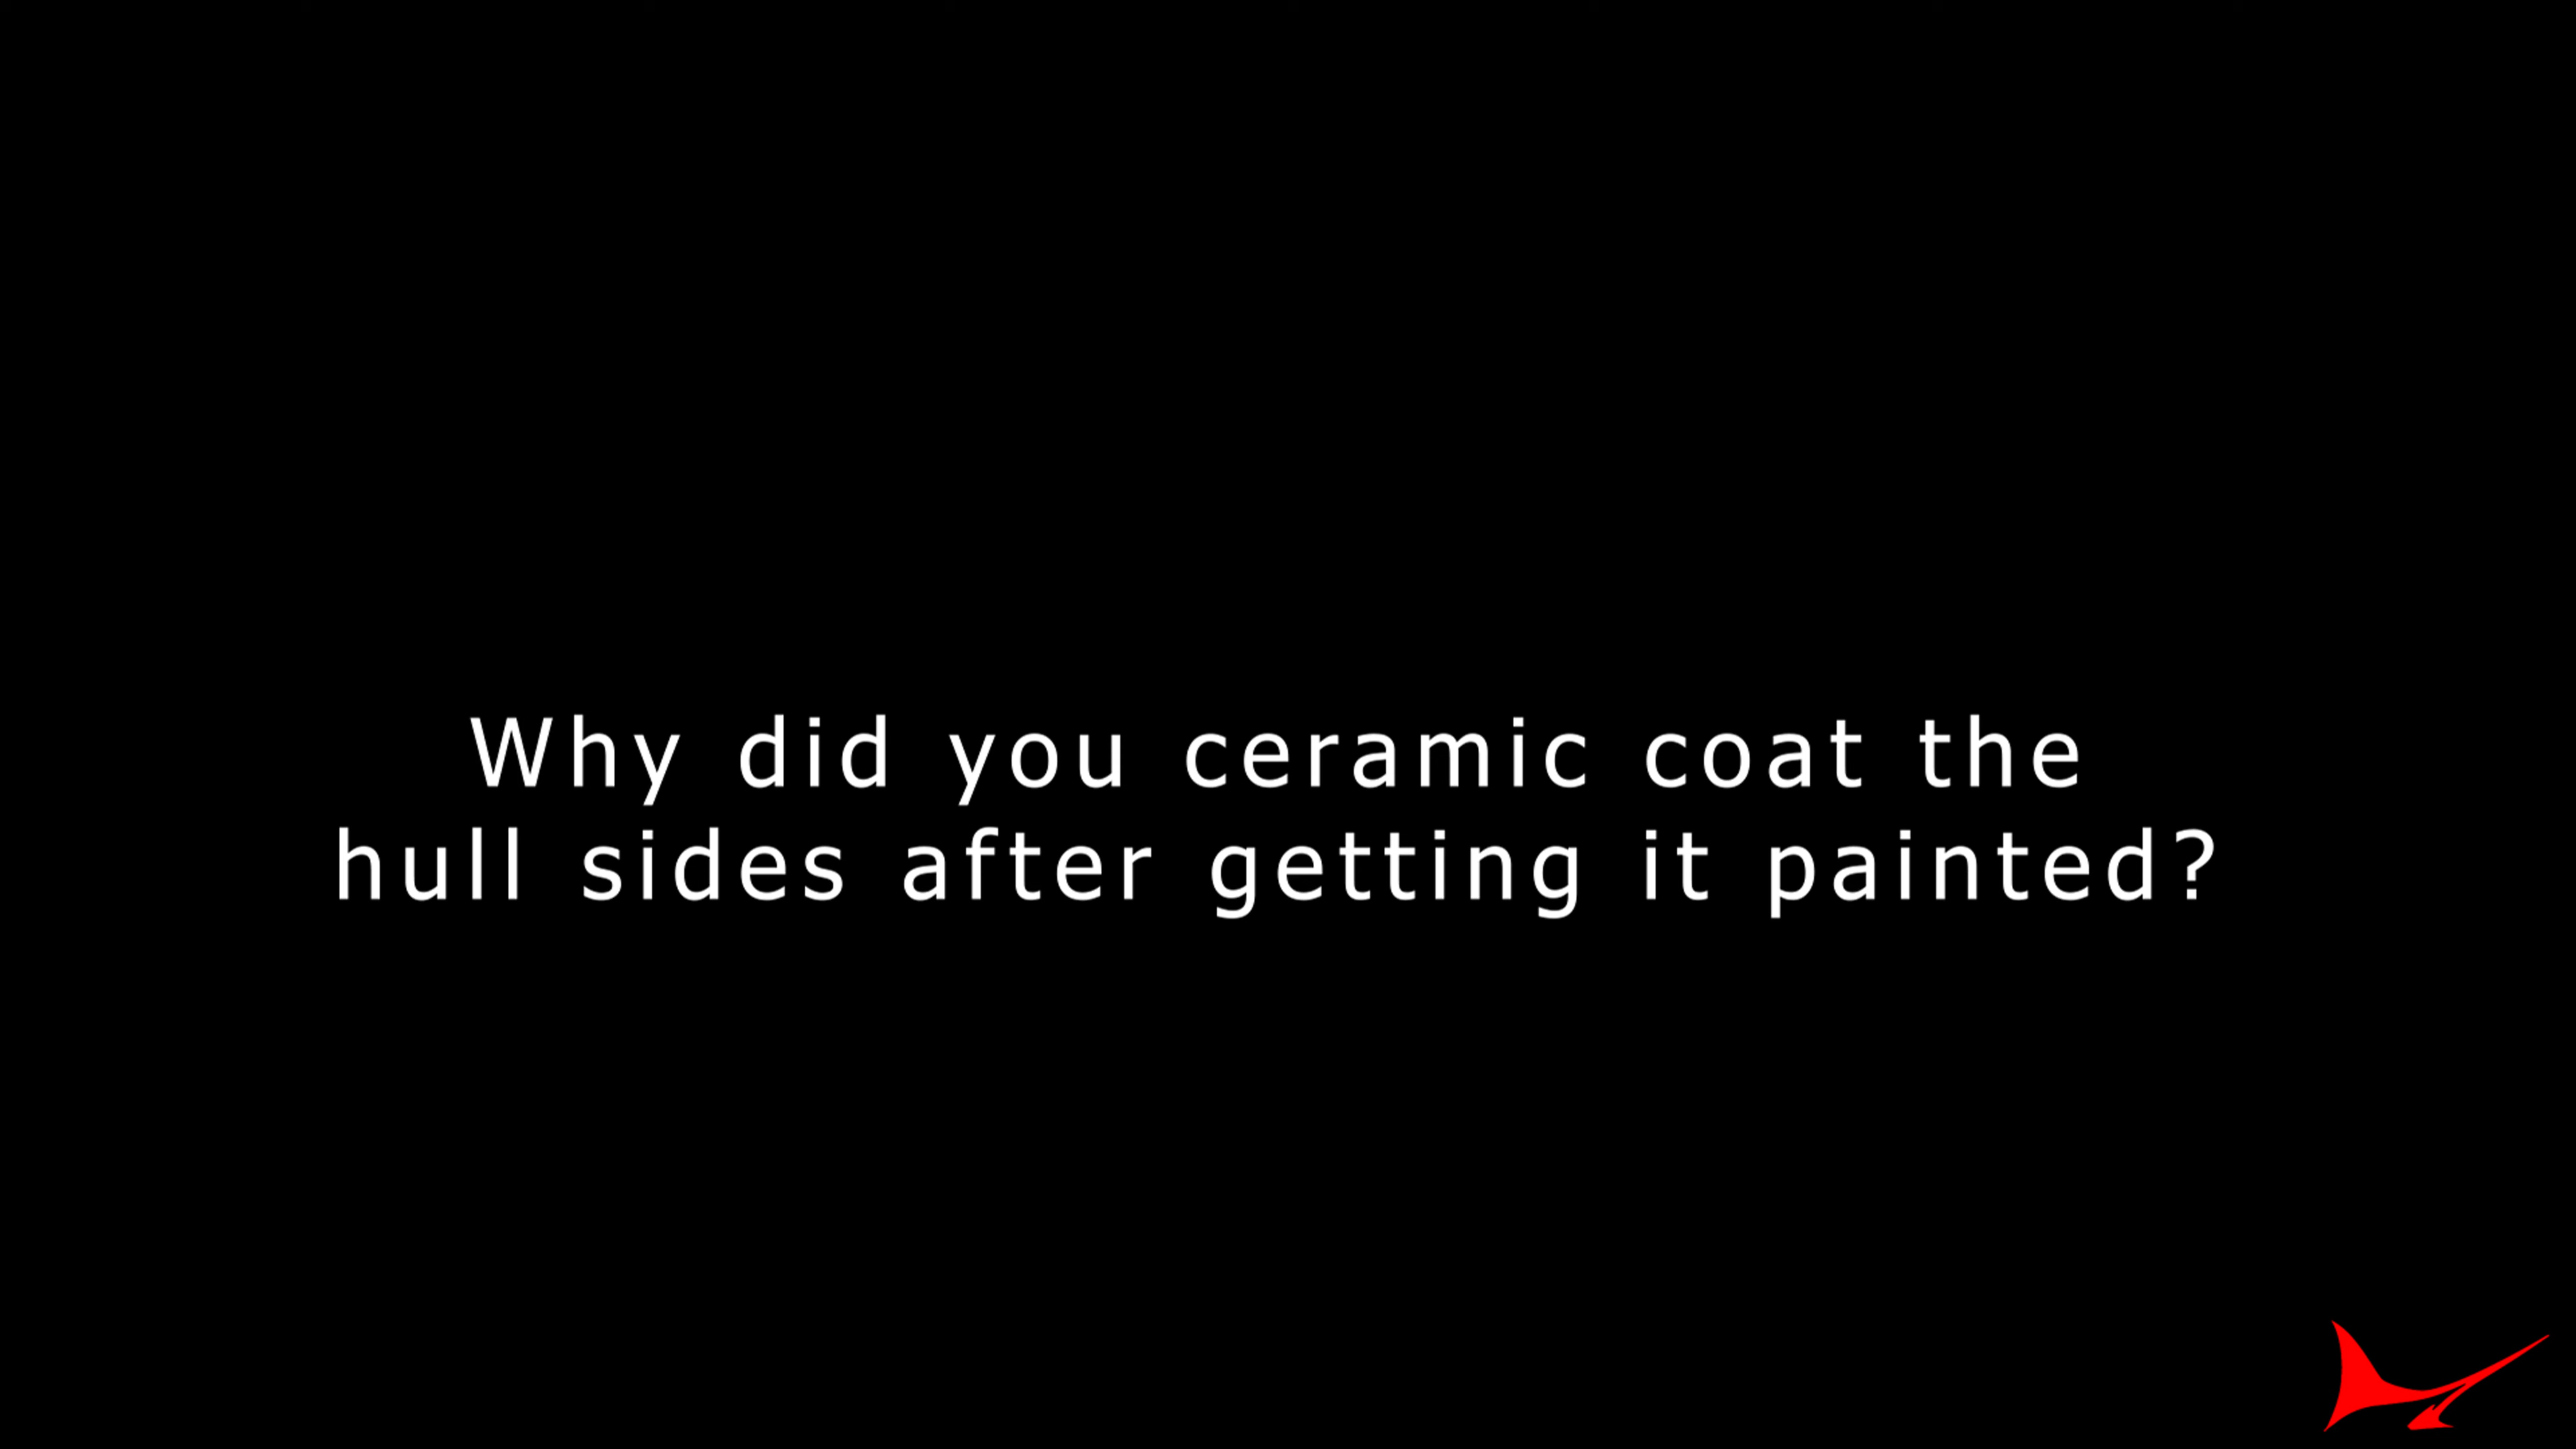 Why did you ceramic coat the
hull sides after getting it painted?